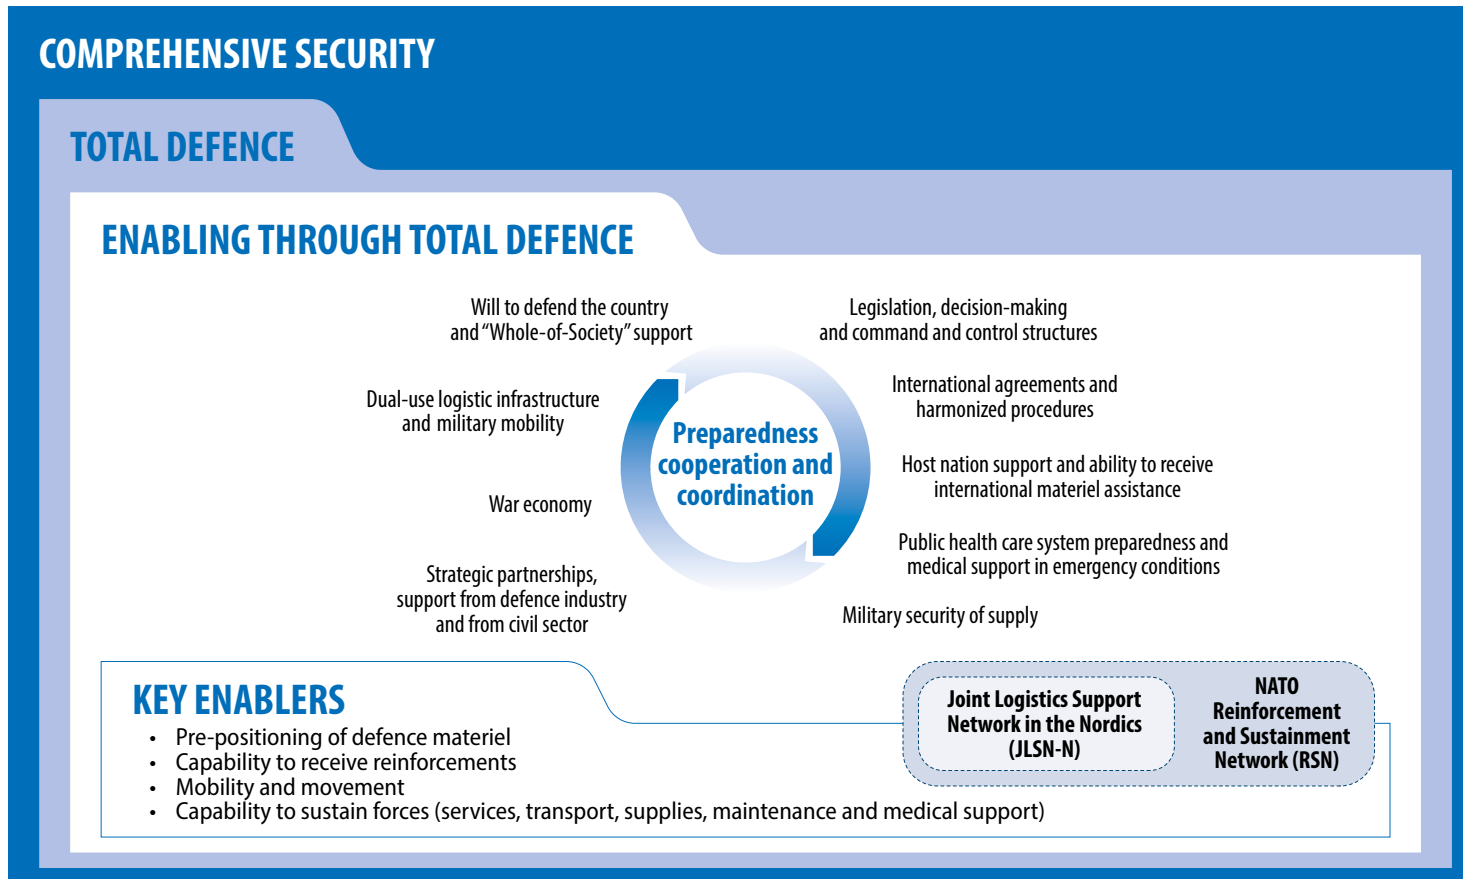 COMPREHENSIVE SECURITY
TOTAL DEFENCE
ENABLING THROUGH TOTAL DEFENCE
Will to defend the country
and “Whole-of-Society” support
Dual-use logistic infrastructure
and military mobility
War economy
Strategic partnerships,
support from defence industry
and from civil sector
Preparedness
cooperation and
coordination
Legislation, decision-making
and command and control structures
International agreements and
harmonized procedures
Host nation support and ability to receive
international materiel assistance
Public health care system preparedness and
medical support in emergency conditions
Military security of supply
KEY ENABLERS
• Pre-positioning of defence materiel
• Capability to receive reinforcements
• Mobility and movement
• Capability to sustain forces (services, transport, supplies, maintenance and medical support)
Joint Logistics Support
Network in the Nordics
(JLSN-N)
NATO
Reinforcement
and Sustainment
Network (RSN)